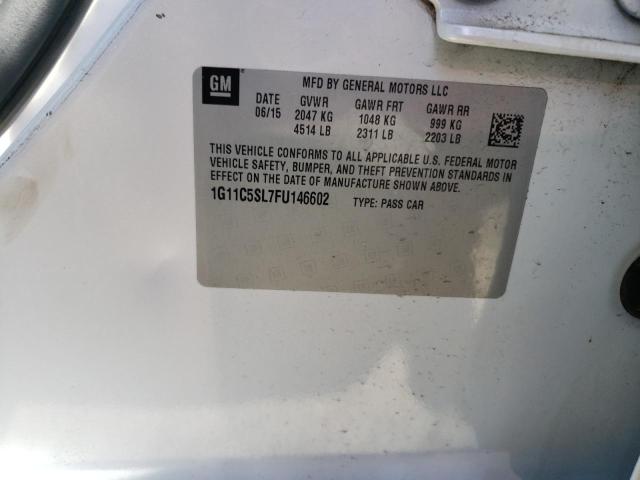 GM
MFD BY GENERAL MOTORS LLC
DATE GVWR GAWR FRT GAWR RR
06/15 2047 KG 1048 KG 999 KG
4514 LB 2311 LB 2203 LB
THIS VEHICLE CONFORMS TO ALL APPLICABLE U.S. FEDERAL MOTOR
VEHICLE SAFETY, BUMPER, AND THEFT PREVENTION STANDARDS IN
EFFECT ON THE DATE OF MANUFACTURE SHOWN ABOVE.
1G11C5SL7FU146602 TYPE: PASS CAR